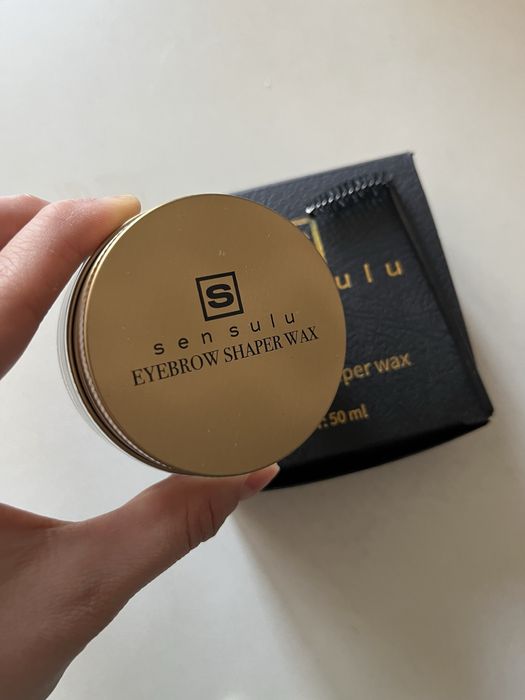 S
sensulu
EYEBROW SHAPER WAX
ulu
per wax
: 50 ml